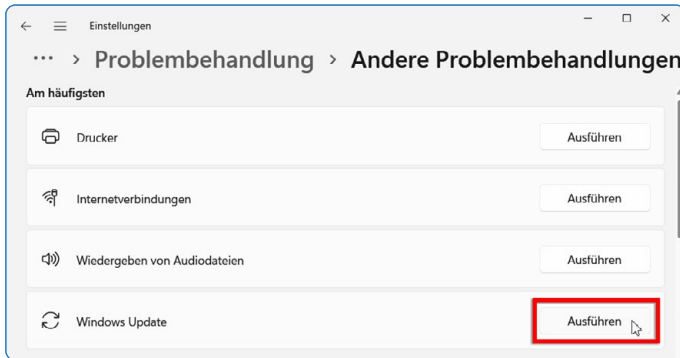 Einstellungen
··· > Problembehandlung > Andere Problembehandlungen
Am häufigsten
Drucker Ausführen
Internetverbindungen Ausführen
Wiedergeben von Audiodateien Ausführen
Windows Update Ausführen